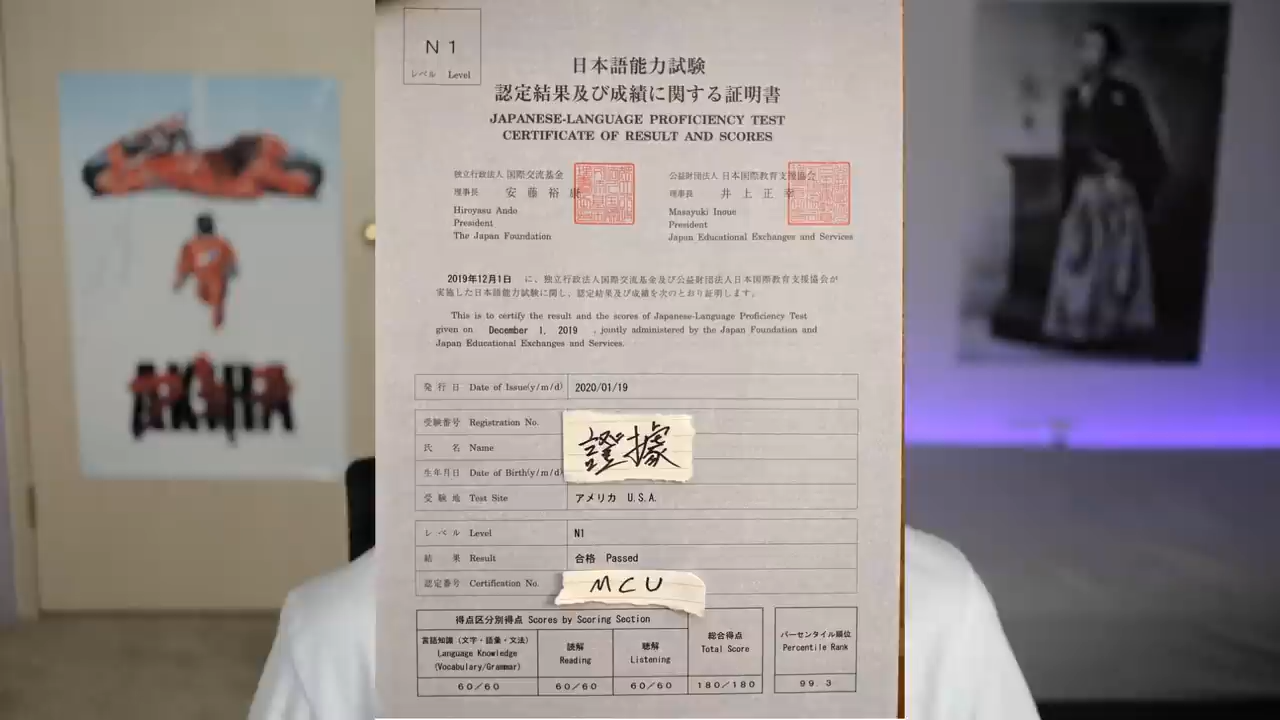 N1
レベル Level
日本語能力試験
認定結果及び成績に関する証明書
JAPANESE-LANGUAGE PROFICIENCY TEST
CERTIFICATE OF RESULT AND SCORES
独立行政法人 国際交流基金
理事長 安藤裕康
Hiroyasu Ando
President
The Japan Foundation
公益財団法人 日本国際教育支援協会
理事長 井上正幸
Masayuki Inoue
President
Japan Educational Exchanges and Services
2019年12月1日 に、独立行政法人国際交流基金及び公益財団法人日本国際教育支援協会が
実施した日本語能力試験に関し、認定結果及び成績を次のとおり証明します。
This is to certify the result and the scores of Japanese-Language Proficiency Test
given on December 1, 2019 , jointly administered by the Japan Foundation and
Japan Educational Exchanges and Services.
発行日 Date of Issue(y/m/d) 2020/01/19
受験番号 Registration No.
氏名 Name
生年月日 Date of Birth(y/m/d)
證據
受験地 Test Site アメリカ U.S.A.
レベル Level N1
結果 Result 合格 Passed
認定番号 Certification No. MCU
得点区分別得点 Scores by Scoring Section
言語知識（文字・語彙・文法）
Language Knowledge
(Vocabulary/Grammar)
読解
Reading
聴解
Listening
総合得点
Total Score
パーセンタイル順位
Percentile Rank
60/60 60/60 60/60 180/180 99.3
AKIRA